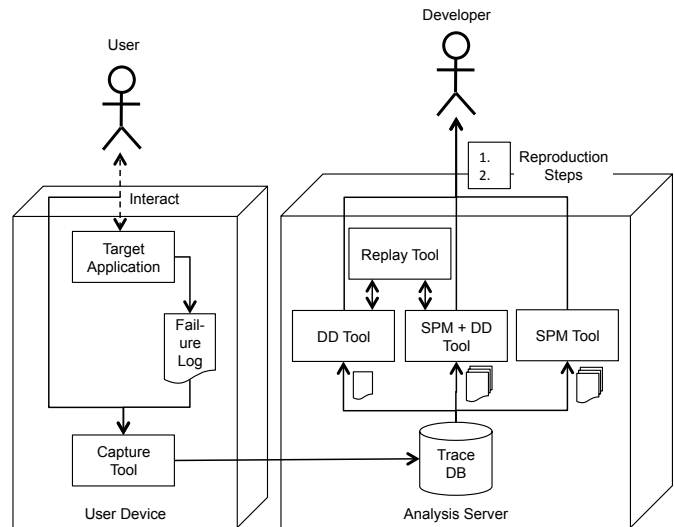 Developer
User
1.
2.
Reproduction
Steps
Interact
Target
Application
Replay Tool
Fail-
ure
Log
DD Tool
SPM + DD
Tool
SPM Tool
Capture
Tool
Trace
DB
User Device
Analysis Server